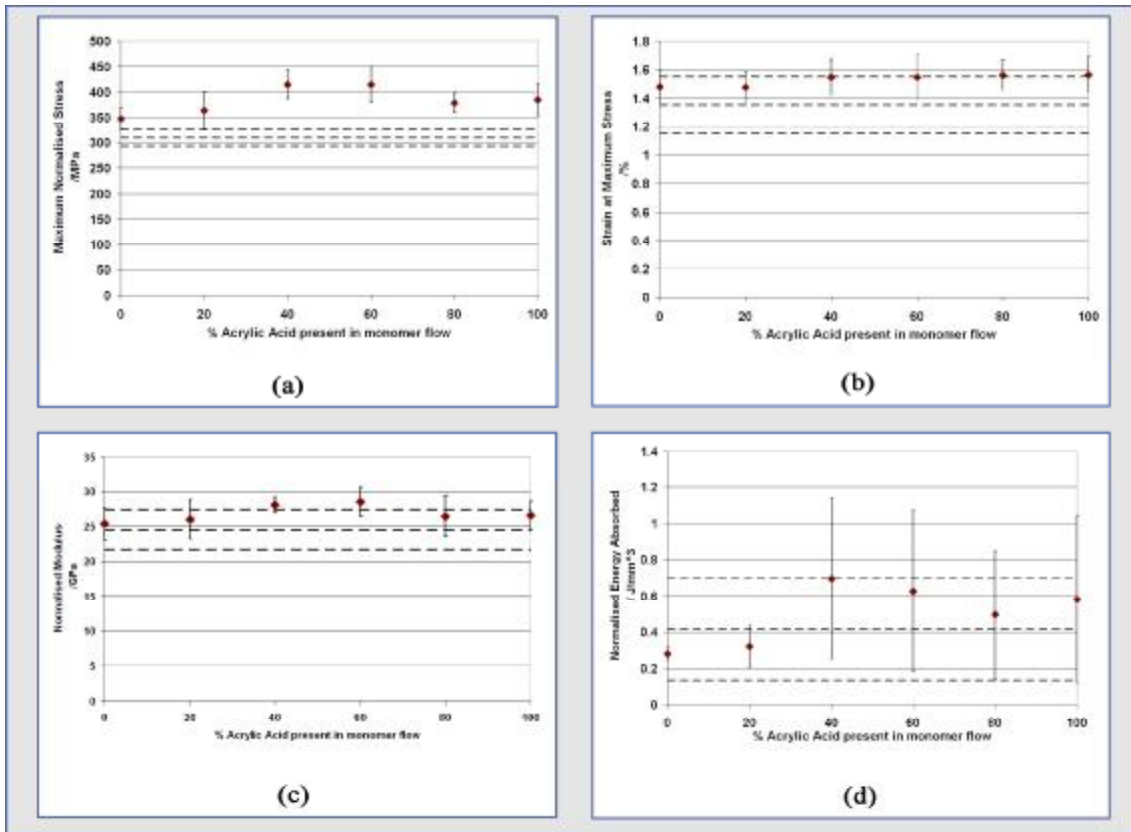 500
450
400
350
300
250
200
150
100
50
0
Maximum Normalised Stress
/MPa
0 20 40 60 80 100
% Acrylic Acid present in monomer flow
(a)
1.8
1.6
1.4
1.2
1
0.8
0.6
0.4
0.2
0
Strain at Maximum Stress
/%
0 20 40 60 80 100
% Acrylic Acid present in monomer flow
(b)
35
30
25
20
15
10
5
0
Normalised Modulus
/GPa
0 20 40 60 80 100
% Acrylic Acid present in monomer flow
(c)
1.4
1.2
1
0.8
0.6
0.4
0.2
0
Normalised Energy Absorbed
/ J/mm^3
0 20 40 60 80 100
% Acrylic Acid present in monomer flow
(d)